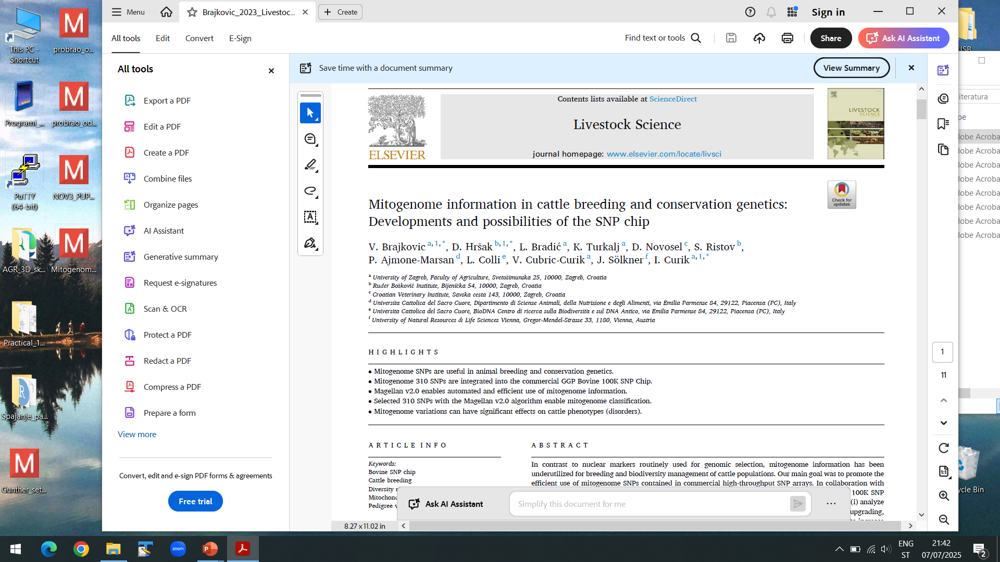 This PC - Shortcut
probrao_o...
Programi_...
probrao_od...
PuTTY (64-bit)
NOV3_PUP...
AGR_3D_sk...
Mitogenom...
Practical_1...
Spajanje_pa...
Gunther_set...
Menu
Brajkovic_2023_Livestoc...
Create
Sign in
All tools
Edit
Convert
E-Sign
Find text or tools
Share
Ask AI Assistant
All tools
Export a PDF
Edit a PDF
Create a PDF
Combine files
Organize pages
AI Assistant
Generative summary
Request e-signatures
Scan & OCR
Protect a PDF
Redact a PDF
Compress a PDF
Prepare a form
View more
Convert, edit and e-sign PDF forms & agreements
Free trial
Save time with a document summary
View Summary
ELSEVIER
Contents lists available at ScienceDirect
Livestock Science
journal homepage: www.elsevier.com/locate/livsci
LIVESTOCK
SCIENCE
Check for updates
Mitogenome information in cattle breeding and conservation genetics:
Developments and possibilities of the SNP chip
V. Brajkovic a,1,*, D. Hršak b,1,*, L. Bradić a, K. Turkalj a, D. Novosel c, S. Ristov b,
P. Ajmone-Marsan d, L. Colli e, V. Cubric-Curik a, J. Sölkner f, I. Curik a,1,*
a University of Zagreb, Faculty of Agriculture, Svetošimunska 25, 10000, Zagreb, Croatia
b Ruđer Bošković Institute, Bijenička 54, 10000, Zagreb, Croatia
c Croatian Veterinary Institute, Savska cesta 143, 10000, Zagreb, Croatia
d Universita Cattolica del Sacro Cuore, Dipartimento di Scienze Animali, della Nutrizione e degli Alimenti, via Emilia Parmense 84, 29122, Piacenza (PC), Italy
e Universita Cattolica del Sacro Cuore, BioDNA Centro di ricerca sulla Biodiversità e sul DNA Antico, via Emilia Parmense 84, 29122, Piacenza (PC), Italy
f University of Natural Resources & Life Sciences Vienna, Gregor-Mendel-Strasse 33, 1180, Vienna, Austria
HIGHLIGHTS
• Mitogenome SNPs are useful in animal breeding and conservation genetics.
• Mitogenome 310 SNPs are integrated into the commercial GGP Bovine 100K SNP Chip.
• Magellan v2.0 enables automated and efficient use of mitogenome information.
• Selected 310 SNPs with the Magellan v2.0 algorithm enable mitogenome classification.
• Mitogenome variations can have significant effects on cattle phenotypes (disorders).
ARTICLE INFO
Keywords:
Bovine SNP chip
Cattle breeding
Diversity
Mitochon
Pedigree
ABSTRACT
In contrast to nuclear markers routinely used for genomic selection, mitogenome information has been
underutilized for breeding and biodiversity management of cattle populations. Our main goal was to promote the
efficient use of mitogenome SNPs contained in commercial high-throughput SNP arrays. In collaboration with
100K SNP
(i) analyze
upgrading,
Ask AI Assistant
Simplify this document for me
8.27 x 11.02 in
1
11
USB
iteratura
pe
dobe Acroba
dobe Acroba
dobe Acroba
dobe Acroba
dobe Acroba
dobe Acroba
dobe Acroba
dobe Acroba
ycle Bin
zoom
ENG
ST
21:42
07/07/2025
2